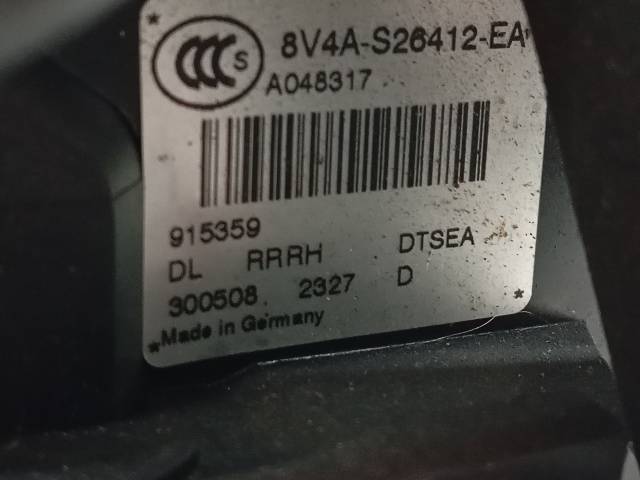 CCC S 8V4A-S26412-EA
A048317
915359
DL RRRH DTSEA
300508 2327 D
*Made in Germany